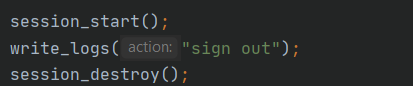 session_start();
write_logs( action: "sign out");
session_destroy();